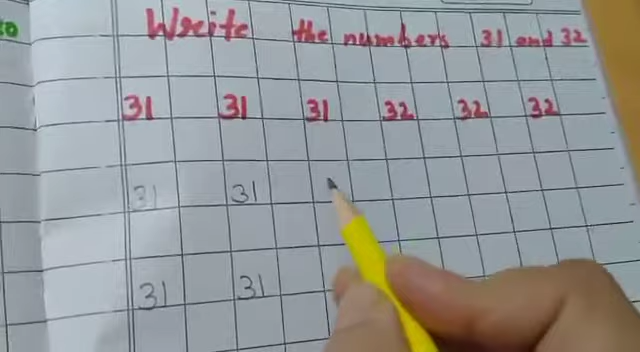 Write the numbers 31 and 32
31 31 31 32 32 32
31 31
31 31